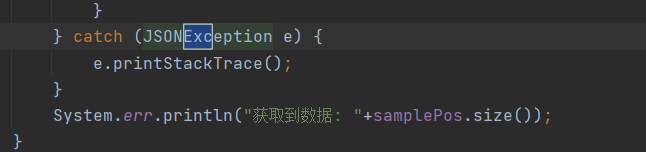 }
} catch (JSONException e) {
e.printStackTrace();
}
System.err.println("获取到数据: "+samplePos.size());
}